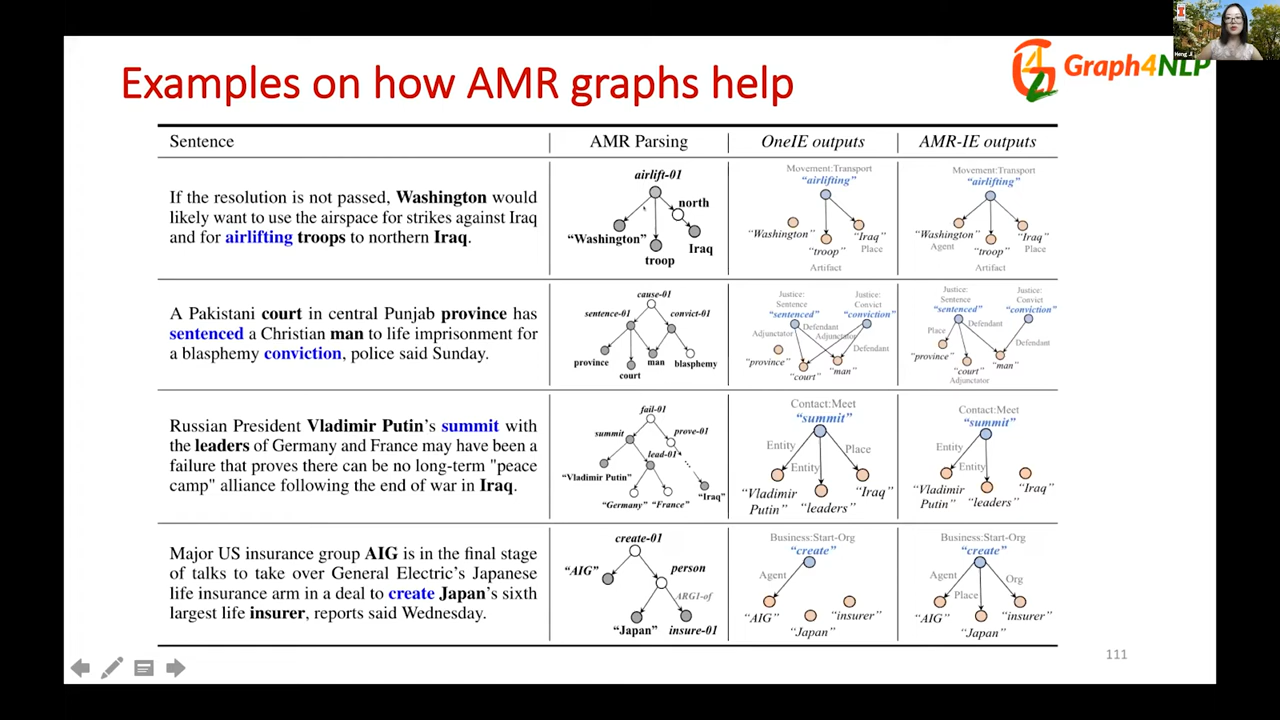 Examples on how AMR graphs help
Graph4NLP
Heng Ji
Sentence
AMR Parsing
OneIE outputs
AMR-IE outputs
If the resolution is not passed, Washington would
likely want to use the airspace for strikes against Iraq
and for airlifting troops to northern Iraq.
airlift-01
north
"Washington"
Iraq
troop
Movement:Transport
"airlifting"
"Washington"
"Iraq"
"troop"
Place
Artifact
Movement:Transport
"airlifting"
"Washington"
"Iraq"
Agent
"troop"
Place
Artifact
A Pakistani court in central Punjab province has
sentenced a Christian man to life imprisonment for
a blasphemy conviction, police said Sunday.
cause-01
sentence-01
convict-01
province
man
blasphemy
court
Justice:
Sentence
"sentenced"
Justice:
Convict
"conviction"
Adjunctator
Defendant
Adjunctator
Defendant
"province"
"court"
"man"
Justice:
Sentence
"sentenced"
Justice:
Convict
"conviction"
Place
Defendant
Defendant
"province"
"man"
"court"
Adjunctator
Russian President Vladimir Putin's summit with
the leaders of Germany and France may have been a
failure that proves there can be no long-term "peace
camp" alliance following the end of war in Iraq.
fail-01
summit
prove-01
lead-01
"Vladimir Putin"
"Germany"
"France"
"Iraq"
Contact:Meet
"summit"
Entity
Place
Entity
"Vladimir
Putin"
"leaders"
"Iraq"
Contact:Meet
"summit"
Entity
Entity
"Vladimir
Putin"
"leaders"
"Iraq"
Major US insurance group AIG is in the final stage
of talks to take over General Electric's Japanese
life insurance arm in a deal to create Japan's sixth
largest life insurer, reports said Wednesday.
create-01
"AIG"
person
ARG1-of
"Japan"
insure-01
Business:Start-Org
"create"
Agent
"AIG"
"insurer"
"Japan"
Business:Start-Org
"create"
Agent
Org
Place
"AIG"
"insurer"
"Japan"
111